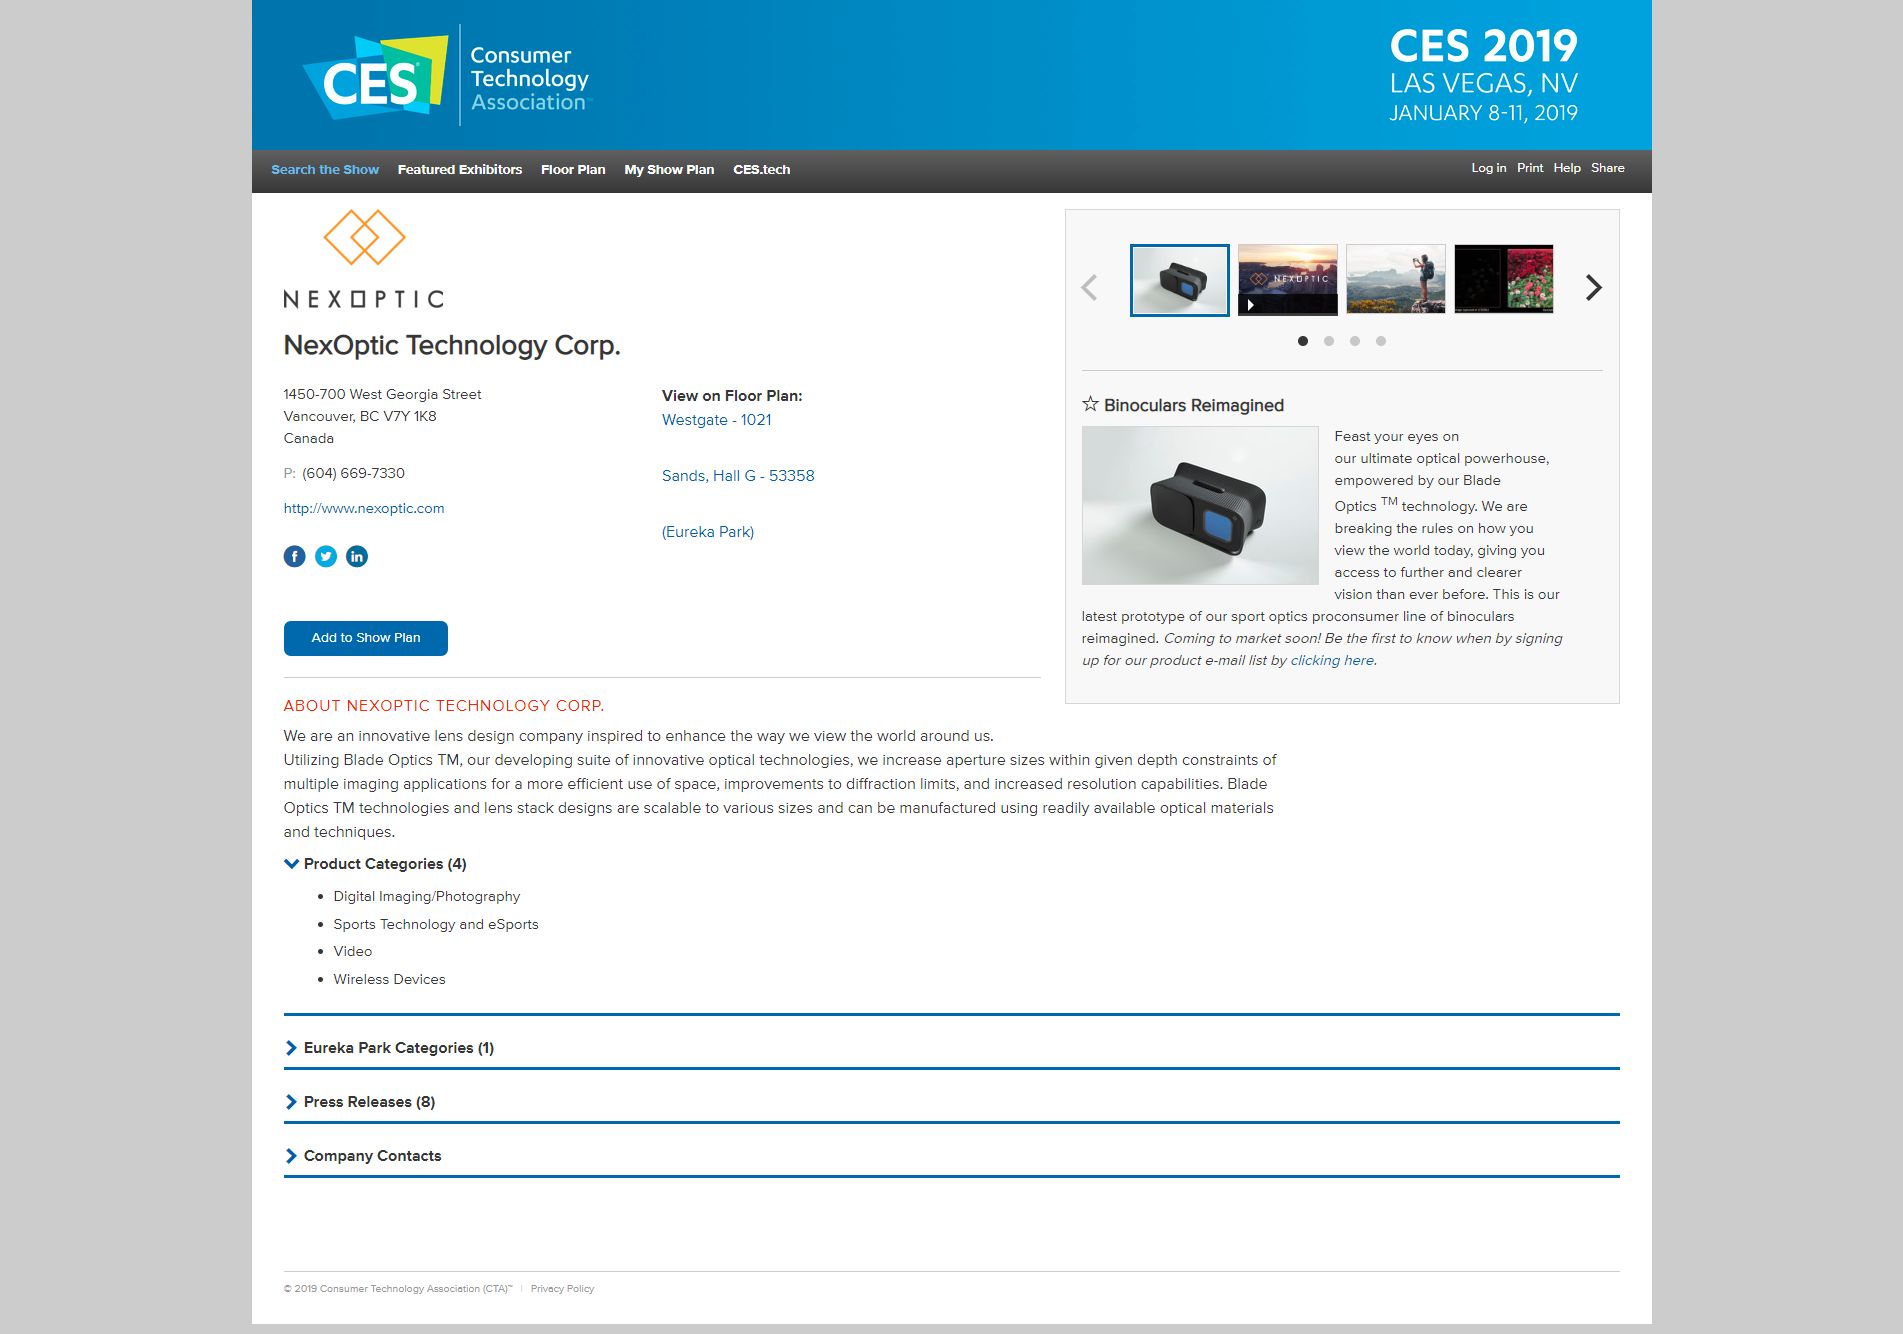 CES
Consumer
Technology
Association™
CES 2019
LAS VEGAS, NV
JANUARY 8-11, 2019
Search the Show Featured Exhibitors Floor Plan My Show Plan CES.tech
Log in Print Help Share
NEXOPTIC
NexOptic Technology Corp.
1450-700 West Georgia Street
Vancouver, BC V7Y 1K8
Canada
P: (604) 669-7330
http://www.nexoptic.com
View on Floor Plan:
Westgate - 1021
Sands, Hall G - 53358
(Eureka Park)
Add to Show Plan
NEXOPTIC
☆ Binoculars Reimagined
Feast your eyes on
our ultimate optical powerhouse,
empowered by our Blade
Optics TM technology. We are
breaking the rules on how you
view the world today, giving you
access to further and clearer
vision than ever before. This is our
latest prototype of our sport optics proconsumer line of binoculars
reimagined. Coming to market soon! Be the first to know when by signing
up for our product e-mail list by clicking here.
ABOUT NEXOPTIC TECHNOLOGY CORP.
We are an innovative lens design company inspired to enhance the way we view the world around us.
Utilizing Blade Optics TM, our developing suite of innovative optical technologies, we increase aperture sizes within given depth constraints of
multiple imaging applications for a more efficient use of space, improvements to diffraction limits, and increased resolution capabilities. Blade
Optics TM technologies and lens stack designs are scalable to various sizes and can be manufactured using readily available optical materials
and techniques.
Product Categories (4)
• Digital Imaging/Photography
• Sports Technology and eSports
• Video
• Wireless Devices
Eureka Park Categories (1)
Press Releases (8)
Company Contacts
© 2019 Consumer Technology Association (CTA)™ | Privacy Policy